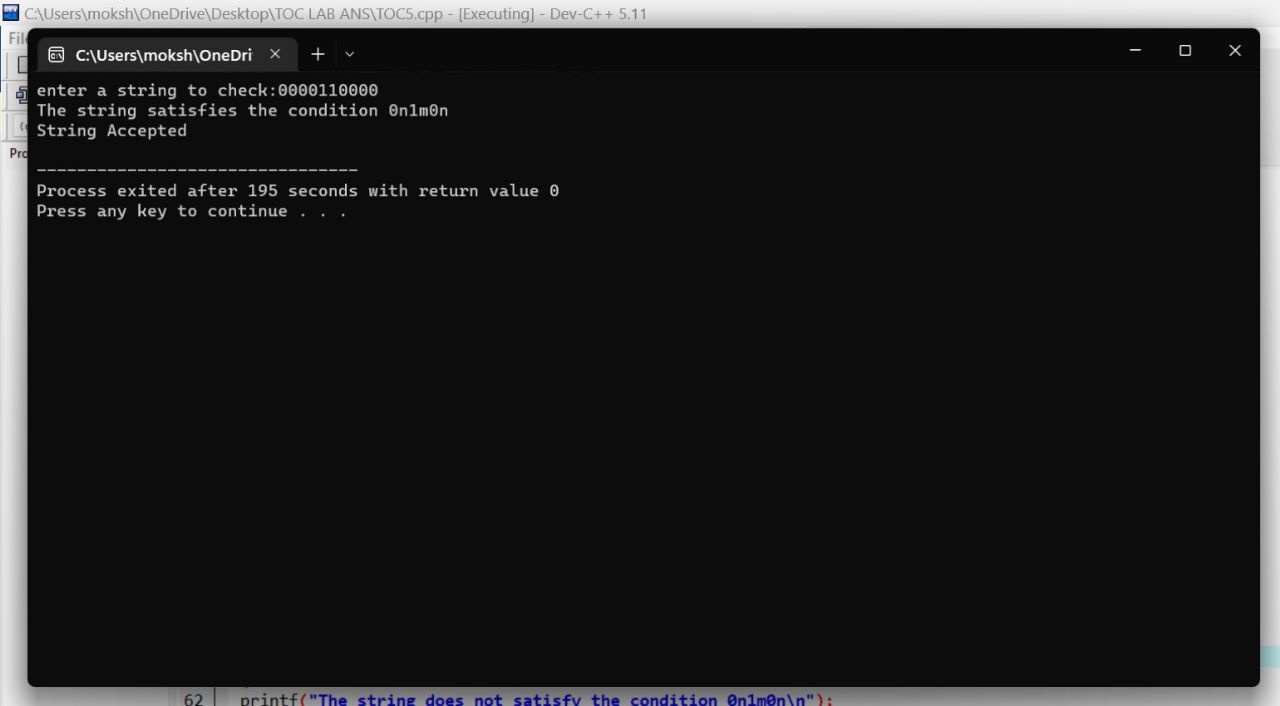 C:\Users\moksh\OneDrive\Desktop\TOC LAB ANS\TOC5.cpp - [Executing] - Dev-C++ 5.11
C:\Users\moksh\OneDri
enter a string to check:0000110000
The string satisfies the condition 0n1m0n
String Accepted
--------------------------------
Process exited after 195 seconds with return value 0
Press any key to continue . . .
62 printf("The string does not satisfy the condition 0n1m0n\n");